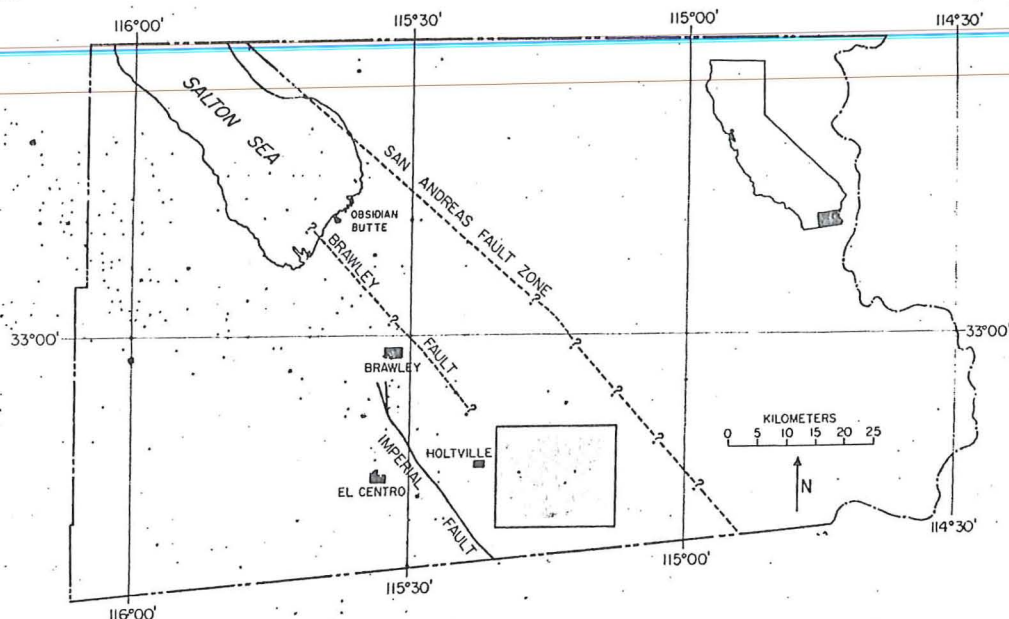 116°00'
115°30'
115°00'
114°30'
SALTON SEA
SAN ANDREAS FAULT ZONE
OBSIDIAN
BUTTE
?
BRAWLEY
?
FAULT
?
?
?
?
?
?
33°00'
33°00'
BRAWLEY
KILOMETERS
0 5 10 15 20 25
IMPERIAL
FAULT
HOLTVILLE
EL CENTRO
N
114°30'
115°00'
115°30'
116°00'